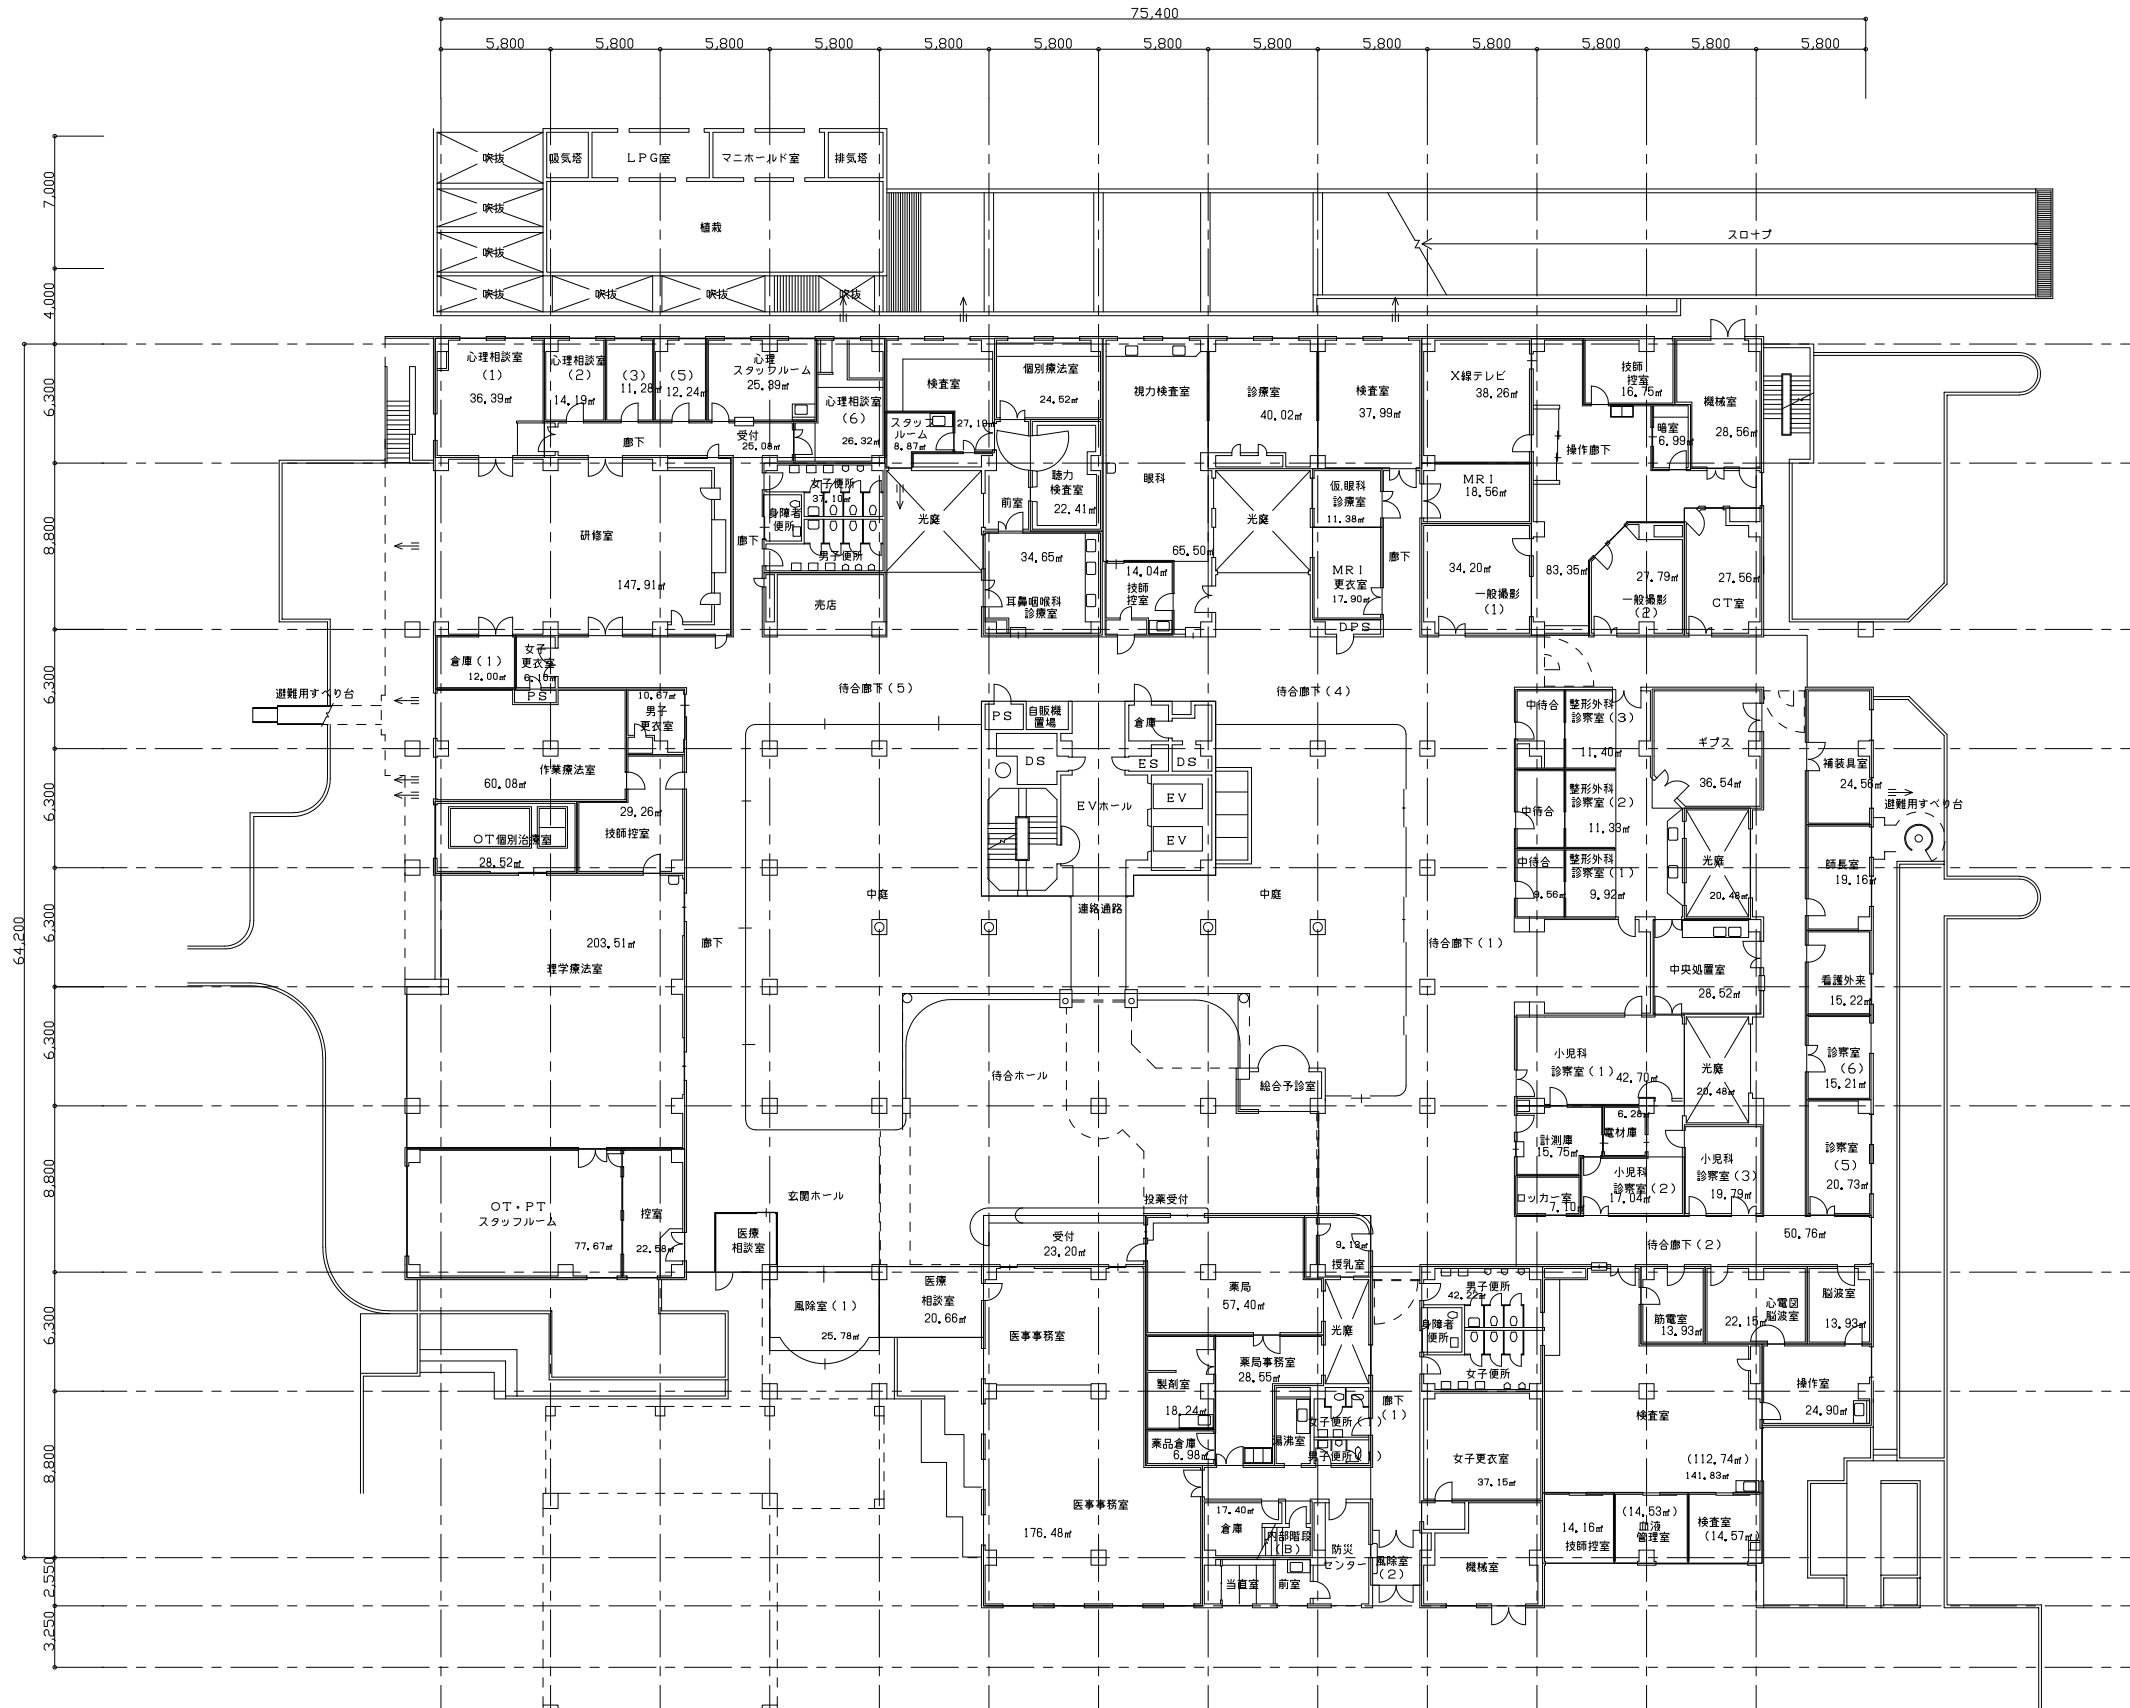 75,400
5,800 5,800 5,800 5,800 5,800 5,800 5,800 5,800 5,800 5,800 5,800 5,800 5,800
7,000
4,000
6,300
8,800
6,300
6,300
6,300
6,300
8,800
6,300
8,800
2,550
3,250
64,200
吹抜
吸気塔
LPG室
マニホールド室
排気塔
吹抜
植栽
吹抜
吹抜
吹抜
吹抜
吹抜
スロープ
心理相談室
(1)
36.39㎡
心理相談室
(2)
14.19㎡
(3)
11.28㎡
(5)
12.24㎡
心理
スタッフルーム
25.89㎡
心理相談室
(6)
26.32㎡
廊下
受付
25.08㎡
検査室
27.19㎡
スタッフ
ルーム
8.87㎡
個別療法室
24.52㎡
聴力
検査室
22.41㎡
前室
視力検査室
眼科
65.50㎡
診療室
40.02㎡
検査室
37.99㎡
X線テレビ
38.26㎡
技師
控室
16.75㎡
機械室
28.56㎡
暗室
6.99㎡
操作廊下
MRI
18.56㎡
仮.眼科
診療室
11.38㎡
光庭
光庭
女子便所
37.10㎡
身障者
便所
男子便所
廊下
研修室
147.91㎡
売店
34.65㎡
耳鼻咽喉科
診療室
14.04㎡
技師
控室
MRI
更衣室
17.90㎡
DPS
廊下
34.20㎡
一般撮影
(1)
83.35㎡
27.79㎡
一般撮影
(2)
27.56㎡
CT室
倉庫(1)
12.00㎡
女子
更衣室
6.10㎡
PS
10.67㎡
男子
更衣室
避難用すべり台
作業療法室
60.08㎡
29.26㎡
技師控室
OT個別治療室
28.52㎡
待合廊下(5)
待合廊下(4)
PS
自販機
置場
倉庫
DS
ES
DS
EVホール
EV
EV
中庭
中庭
連絡通路
中待合
整形外科
診察室(3)
11.40㎡
中待合
整形外科
診察室(2)
11.33㎡
中待合
9.56㎡
整形外科
診察室(1)
9.92㎡
ギプス
36.54㎡
光庭
20.48㎡
補装具室
24.56㎡
避難用すべり台
師長室
19.16㎡
203.51㎡
理学療法室
廊下
待合廊下(1)
中央処置室
28.52㎡
看護外来
15.22㎡
待合ホール
総合予診室
小児科
診察室(1)
42.70㎡
光庭
20.48㎡
診察室
(6)
15.21㎡
計測庫
15.75㎡
6.28㎡
電材庫
小児科
診察室(2)
17.04㎡
小児科
診察室(3)
19.79㎡
ロッカー室
7.10㎡
診察室
(5)
20.73㎡
OT・PT
スタッフルーム
77.67㎡
控室
22.58㎡
医療
相談室
玄関ホール
投薬受付
受付
23.20㎡
9.13㎡
授乳室
待合廊下(2)
50.76㎡
風除室(1)
25.78㎡
医療
相談室
20.66㎡
医事事務室
薬局
57.40㎡
光庭
男子便所
42.22㎡
身障者
便所
女子便所
筋電室
13.93㎡
22.15㎡
心電図
脳波室
脳波室
13.93㎡
薬局事務室
28.55㎡
製剤室
18.24㎡
薬品倉庫
6.98㎡
湯沸室
女子便所(1)
男子便所(1)
廊下
(1)
検査室
(112.74㎡)
141.83㎡
操作室
24.90㎡
女子更衣室
37.15㎡
医事事務室
176.48㎡
17.40㎡
倉庫
内部階段
(B)
防災
センター
風除室
(2)
当直室
前室
機械室
14.16㎡
技師控室
(14.53㎡)
血液
管理室
検査室
(14.57㎡)